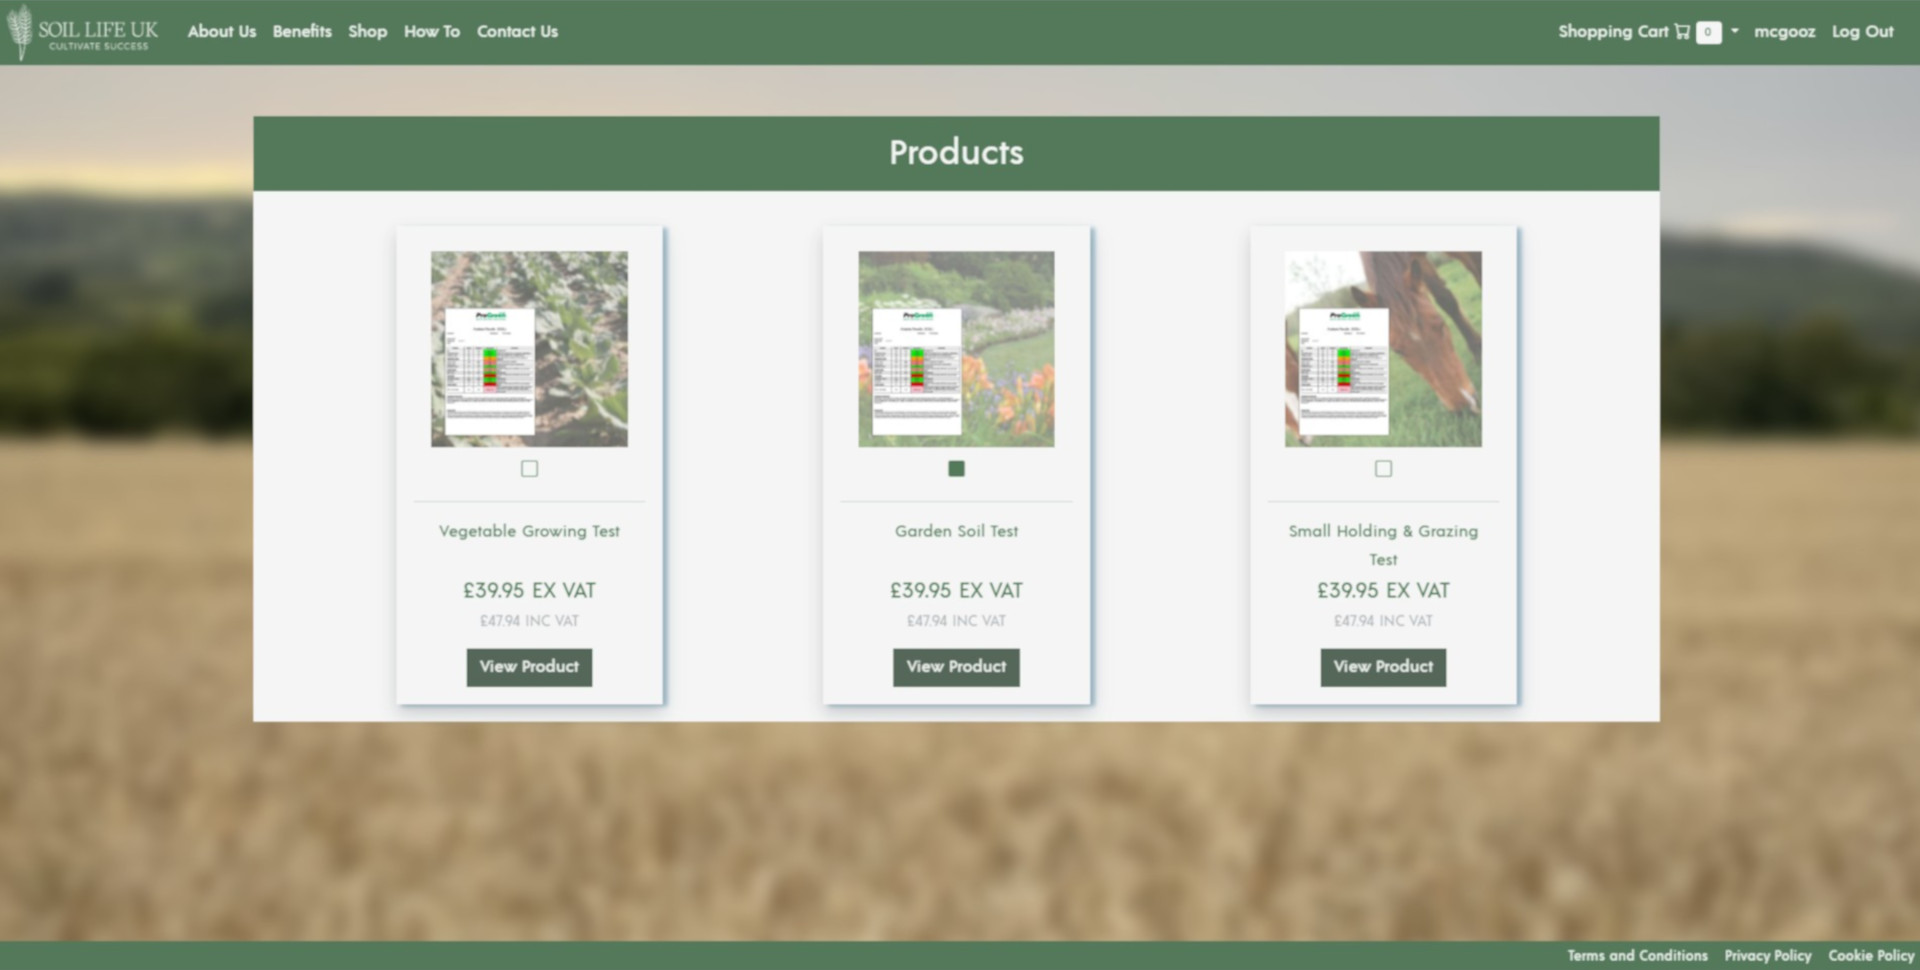 SOIL LIFE UK
CULTIVATE SUCCESS
About Us Benefits Shop How To Contact Us
Shopping Cart 0 mcgooz Log Out
Products
ProGreen ProGreen ProGreen
Vegetable Growing Test
£39.95 EX VAT
£47.94 INC VAT
View Product
Garden Soil Test
£39.95 EX VAT
£47.94 INC VAT
View Product
Small Holding & Grazing
Test
£39.95 EX VAT
£47.94 INC VAT
View Product
Terms and Conditions Privacy Policy Cookie Policy